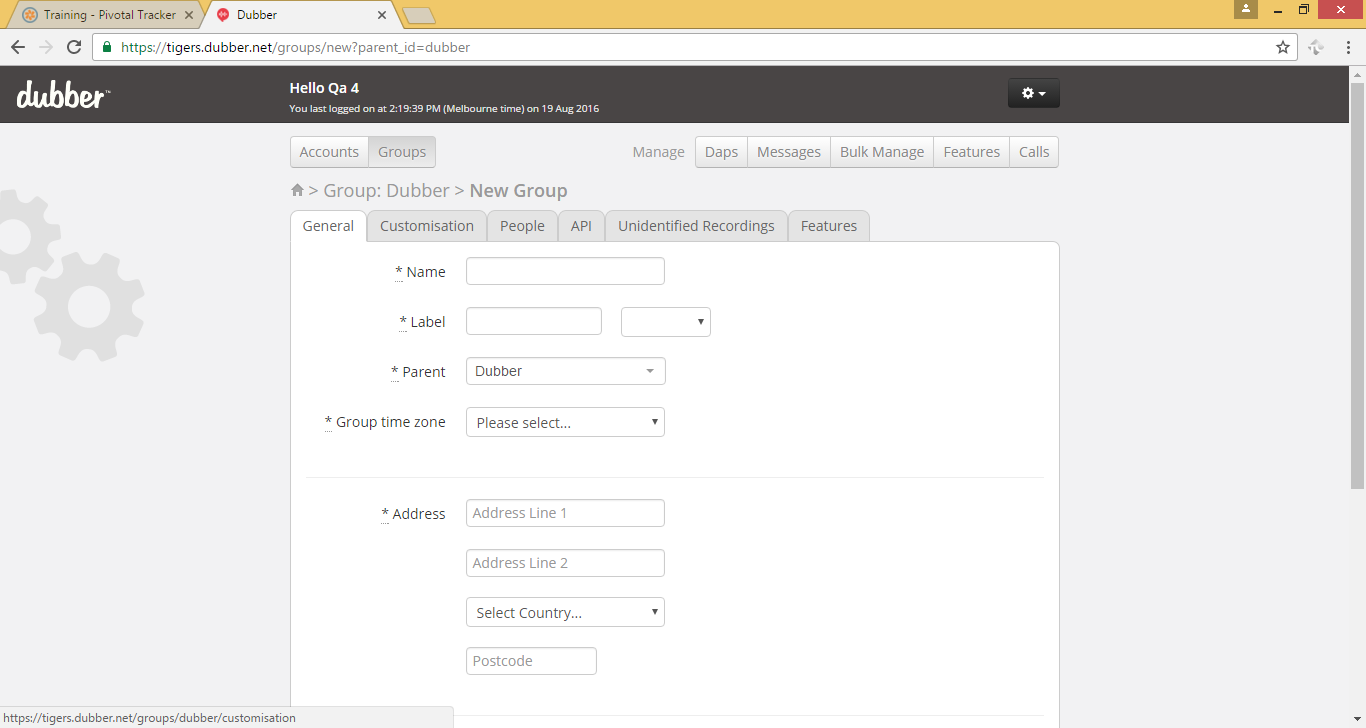 Training - Pivotal Tracker
Dubber
https://tigers.dubber.net/groups/new?parent_id=dubber
dubber™
Hello Qa 4
You last logged on at 2:19:39 PM (Melbourne time) on 19 Aug 2016
Accounts Groups Manage Daps Messages Bulk Manage Features Calls
> Group: Dubber > New Group
General Customisation People API Unidentified Recordings Features
* Name
* Label
* Parent Dubber
* Group time zone Please select...
* Address Address Line 1
Address Line 2
Select Country...
Postcode
https://tigers.dubber.net/groups/dubber/customisation